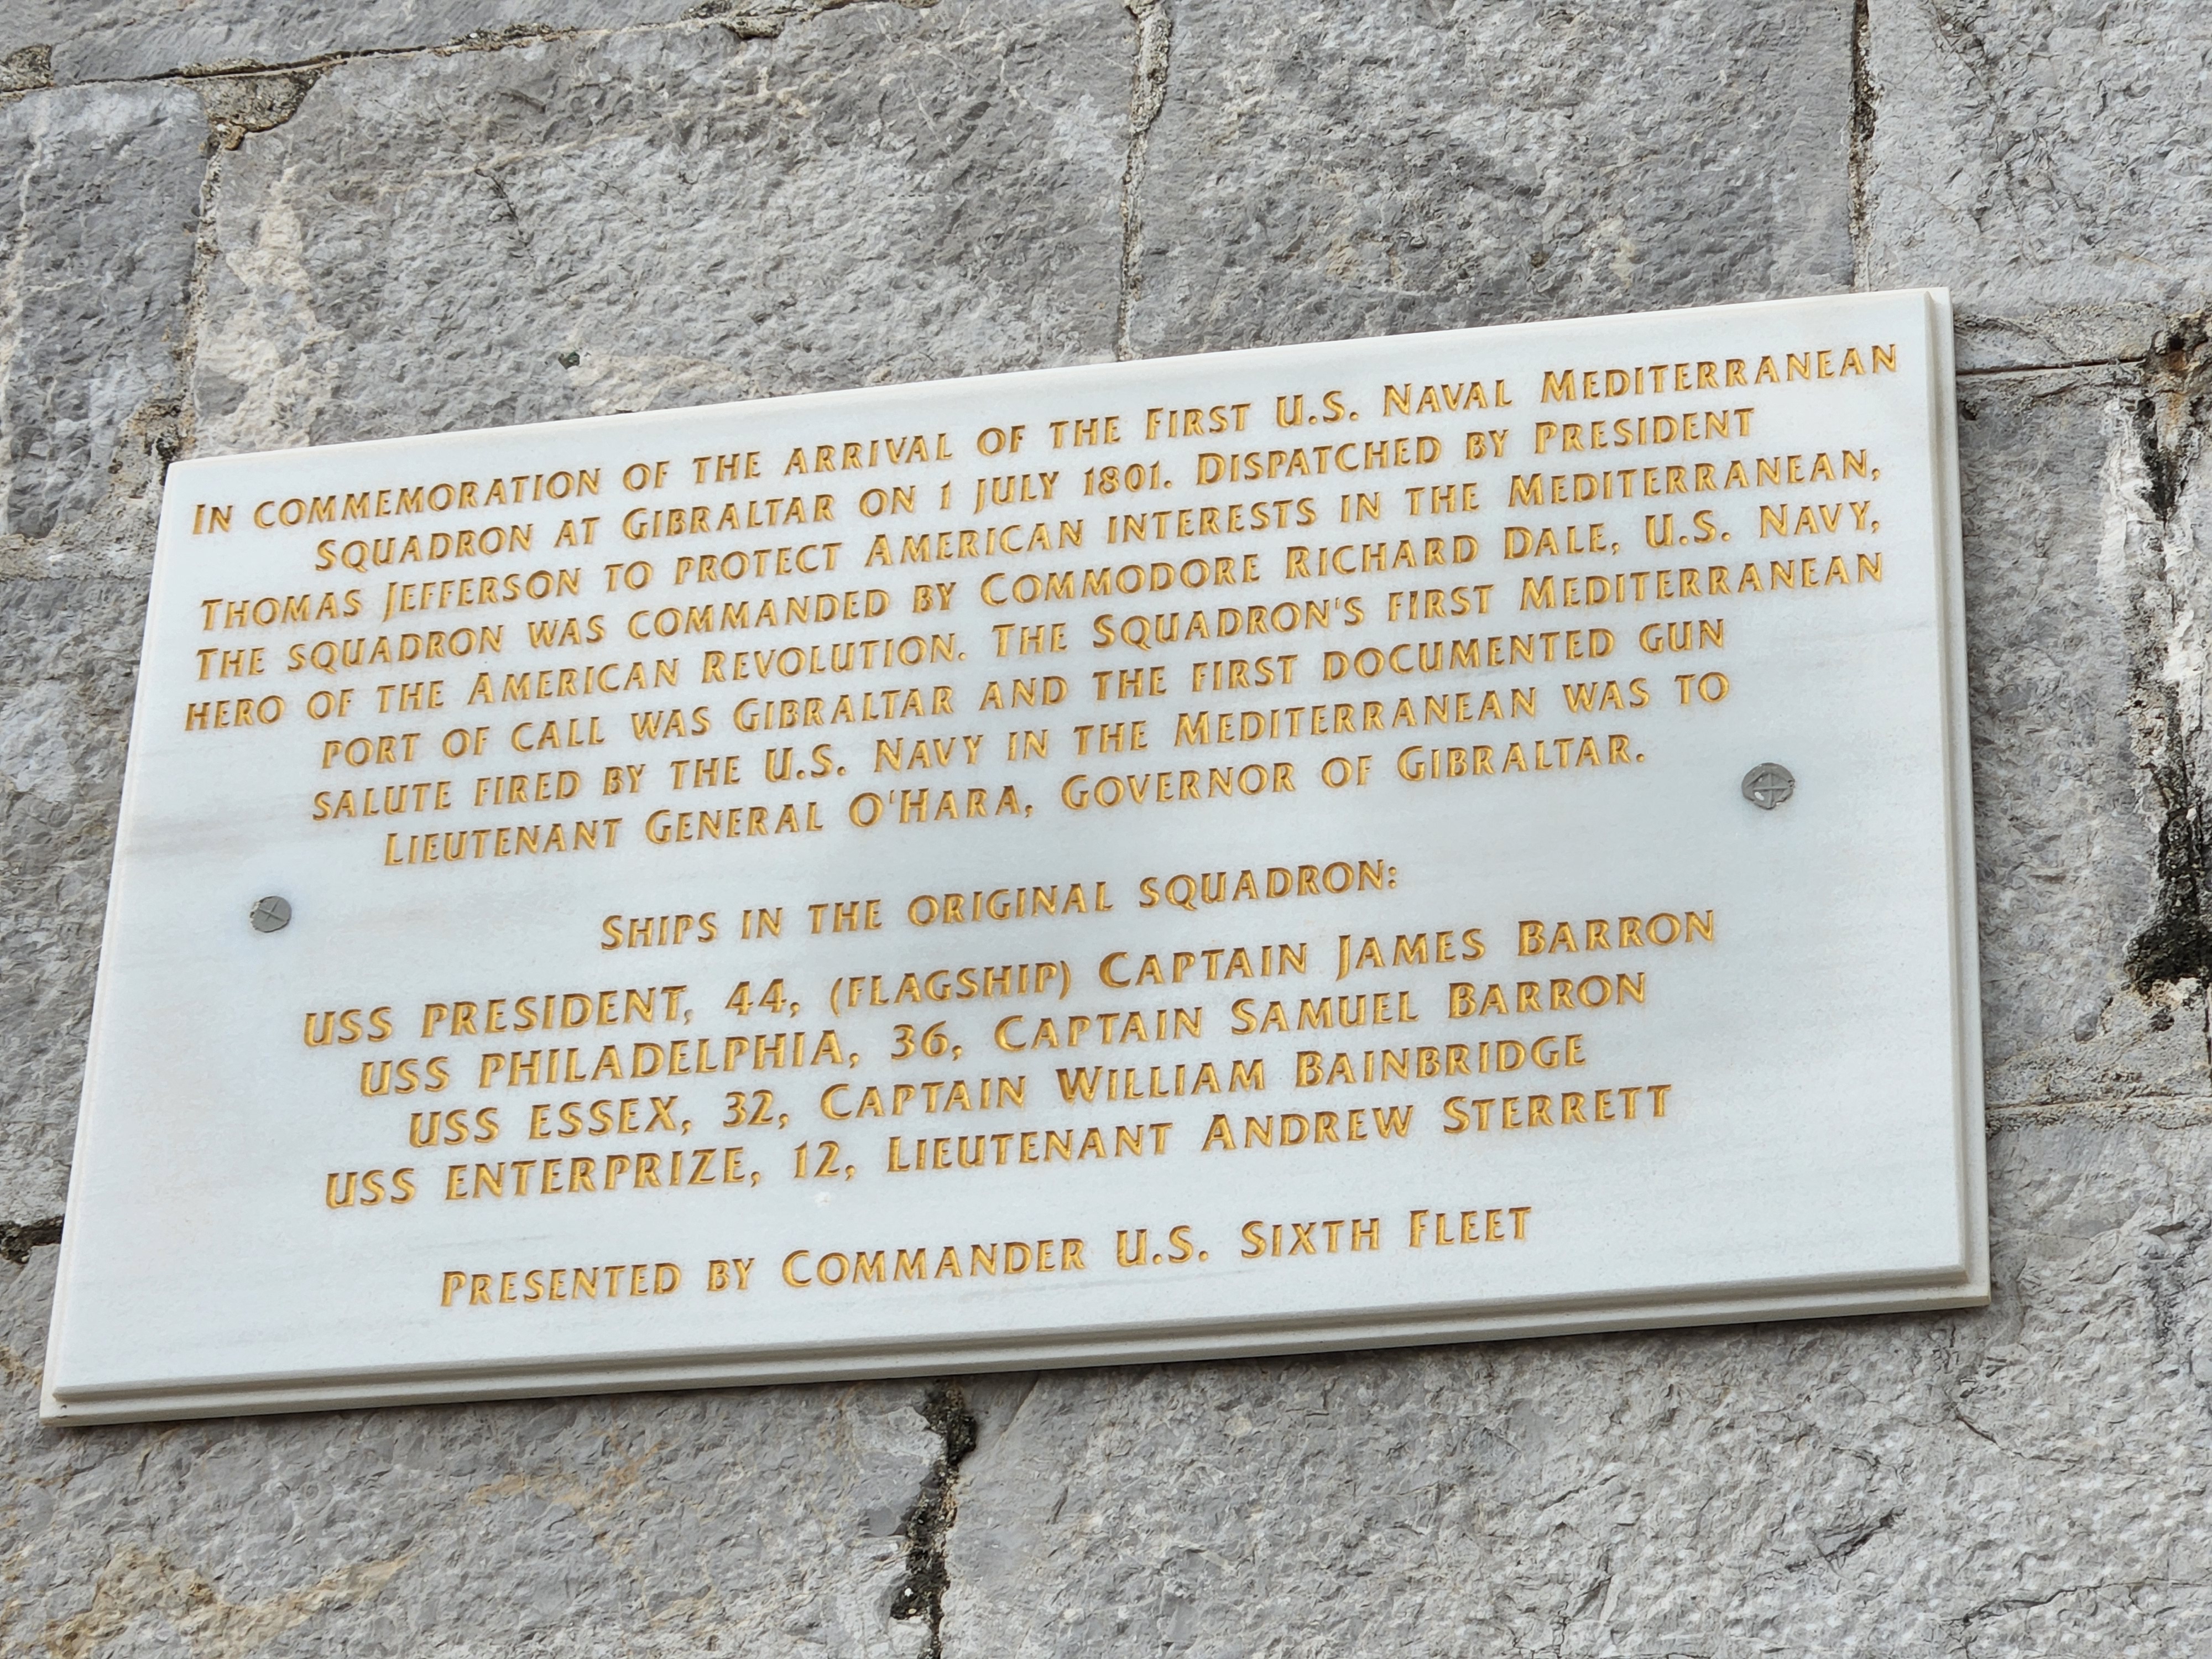 In commemoration of the arrival of the First U.S. Naval Mediterranean
Squadron at Gibraltar on 1 July 1801. Dispatched by President
Thomas Jefferson to protect American interests in the Mediterranean,
The squadron was commanded by Commodore Richard Dale, U.S. Navy,
hero of the American Revolution. The Squadron's first Mediterranean
port of call was Gibraltar and the first documented gun
salute fired by the U.S. Navy in the Mediterranean was to
Lieutenant General O'Hara, Governor of Gibraltar.
Ships in the original squadron:
USS PRESIDENT, 44, (flagship) Captain James Barron
USS PHILADELPHIA, 36, Captain Samuel Barron
USS ESSEX, 32, Captain William Bainbridge
USS ENTERPRIZE, 12, Lieutenant Andrew Sterrett
Presented by Commander U.S. Sixth Fleet